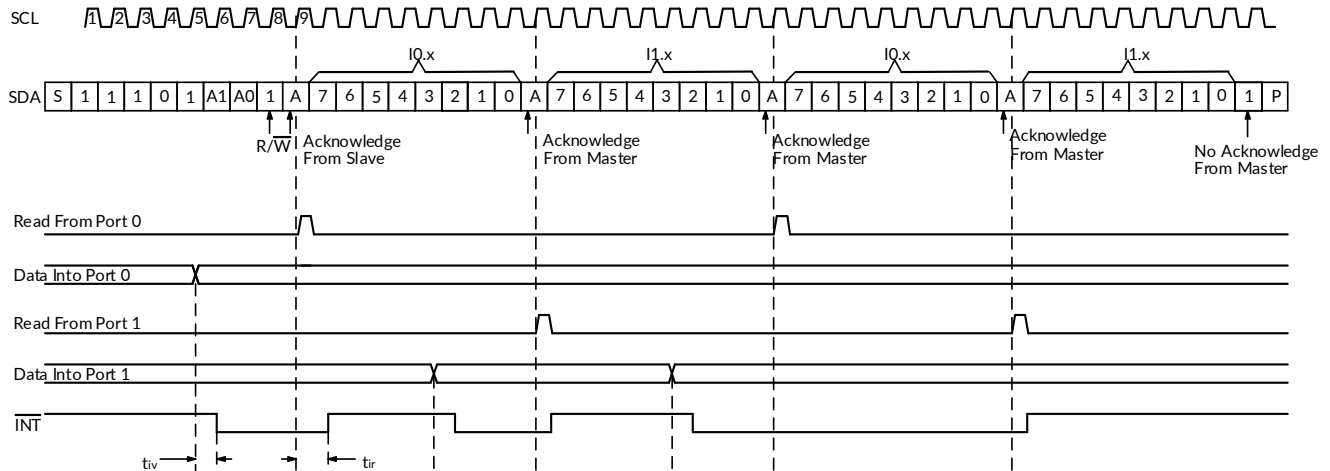 SCL 1 2 3 4 5 6 7 8 9
I0.x I1.x I0.x I1.x
SDA S 1 1 1 0 1 A1 A0 1 A 7 6 5 4 3 2 1 0 A 7 6 5 4 3 2 1 0 A 7 6 5 4 3 2 1 0 A 7 6 5 4 3 2 1 0 1 P
R/W Acknowledge
From Slave
Acknowledge
From Master
Acknowledge
From Master
Acknowledge
From Master
No Acknowledge
From Master
Read From Port 0
Data Into Port 0
Read From Port 1
Data Into Port 1
INT
tiv tir